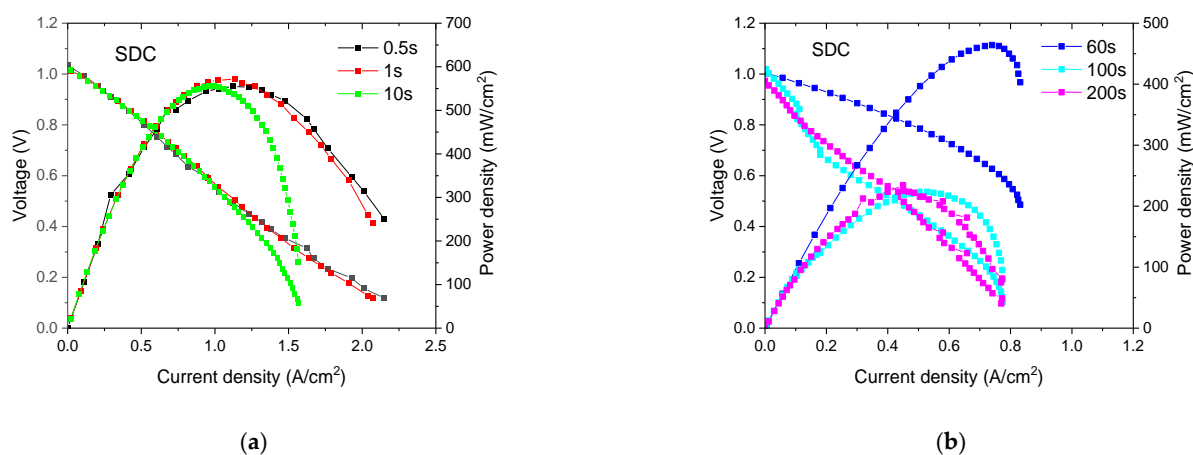 1.2
1.0
0.8
0.6
0.4
0.2
0.0
Voltage (V)
SDC
0.5s
1s
10s
700
600
500
400
300
200
100
0
Power density (mW/cm²)
0.0 0.5 1.0 1.5 2.0 2.5
Current density (A/cm²)
(a)
1.2
1.0
0.8
0.6
0.4
0.2
0.0
Voltage (V)
SDC
60s
100s
200s
500
400
300
200
100
0
Power density (mW/cm²)
0.0 0.2 0.4 0.6 0.8 1.0 1.2
Current density (A/cm²)
(b)